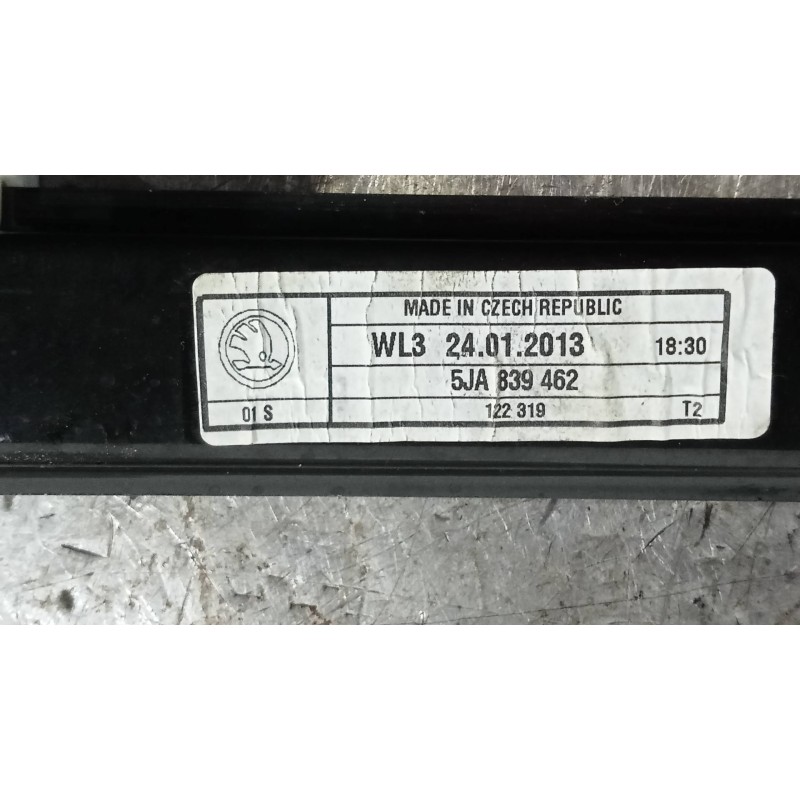 MADE IN CZECH REPUBLIC
WL3 24.01.2013 18:30
5JA 839 462
01 S 122 319 T2